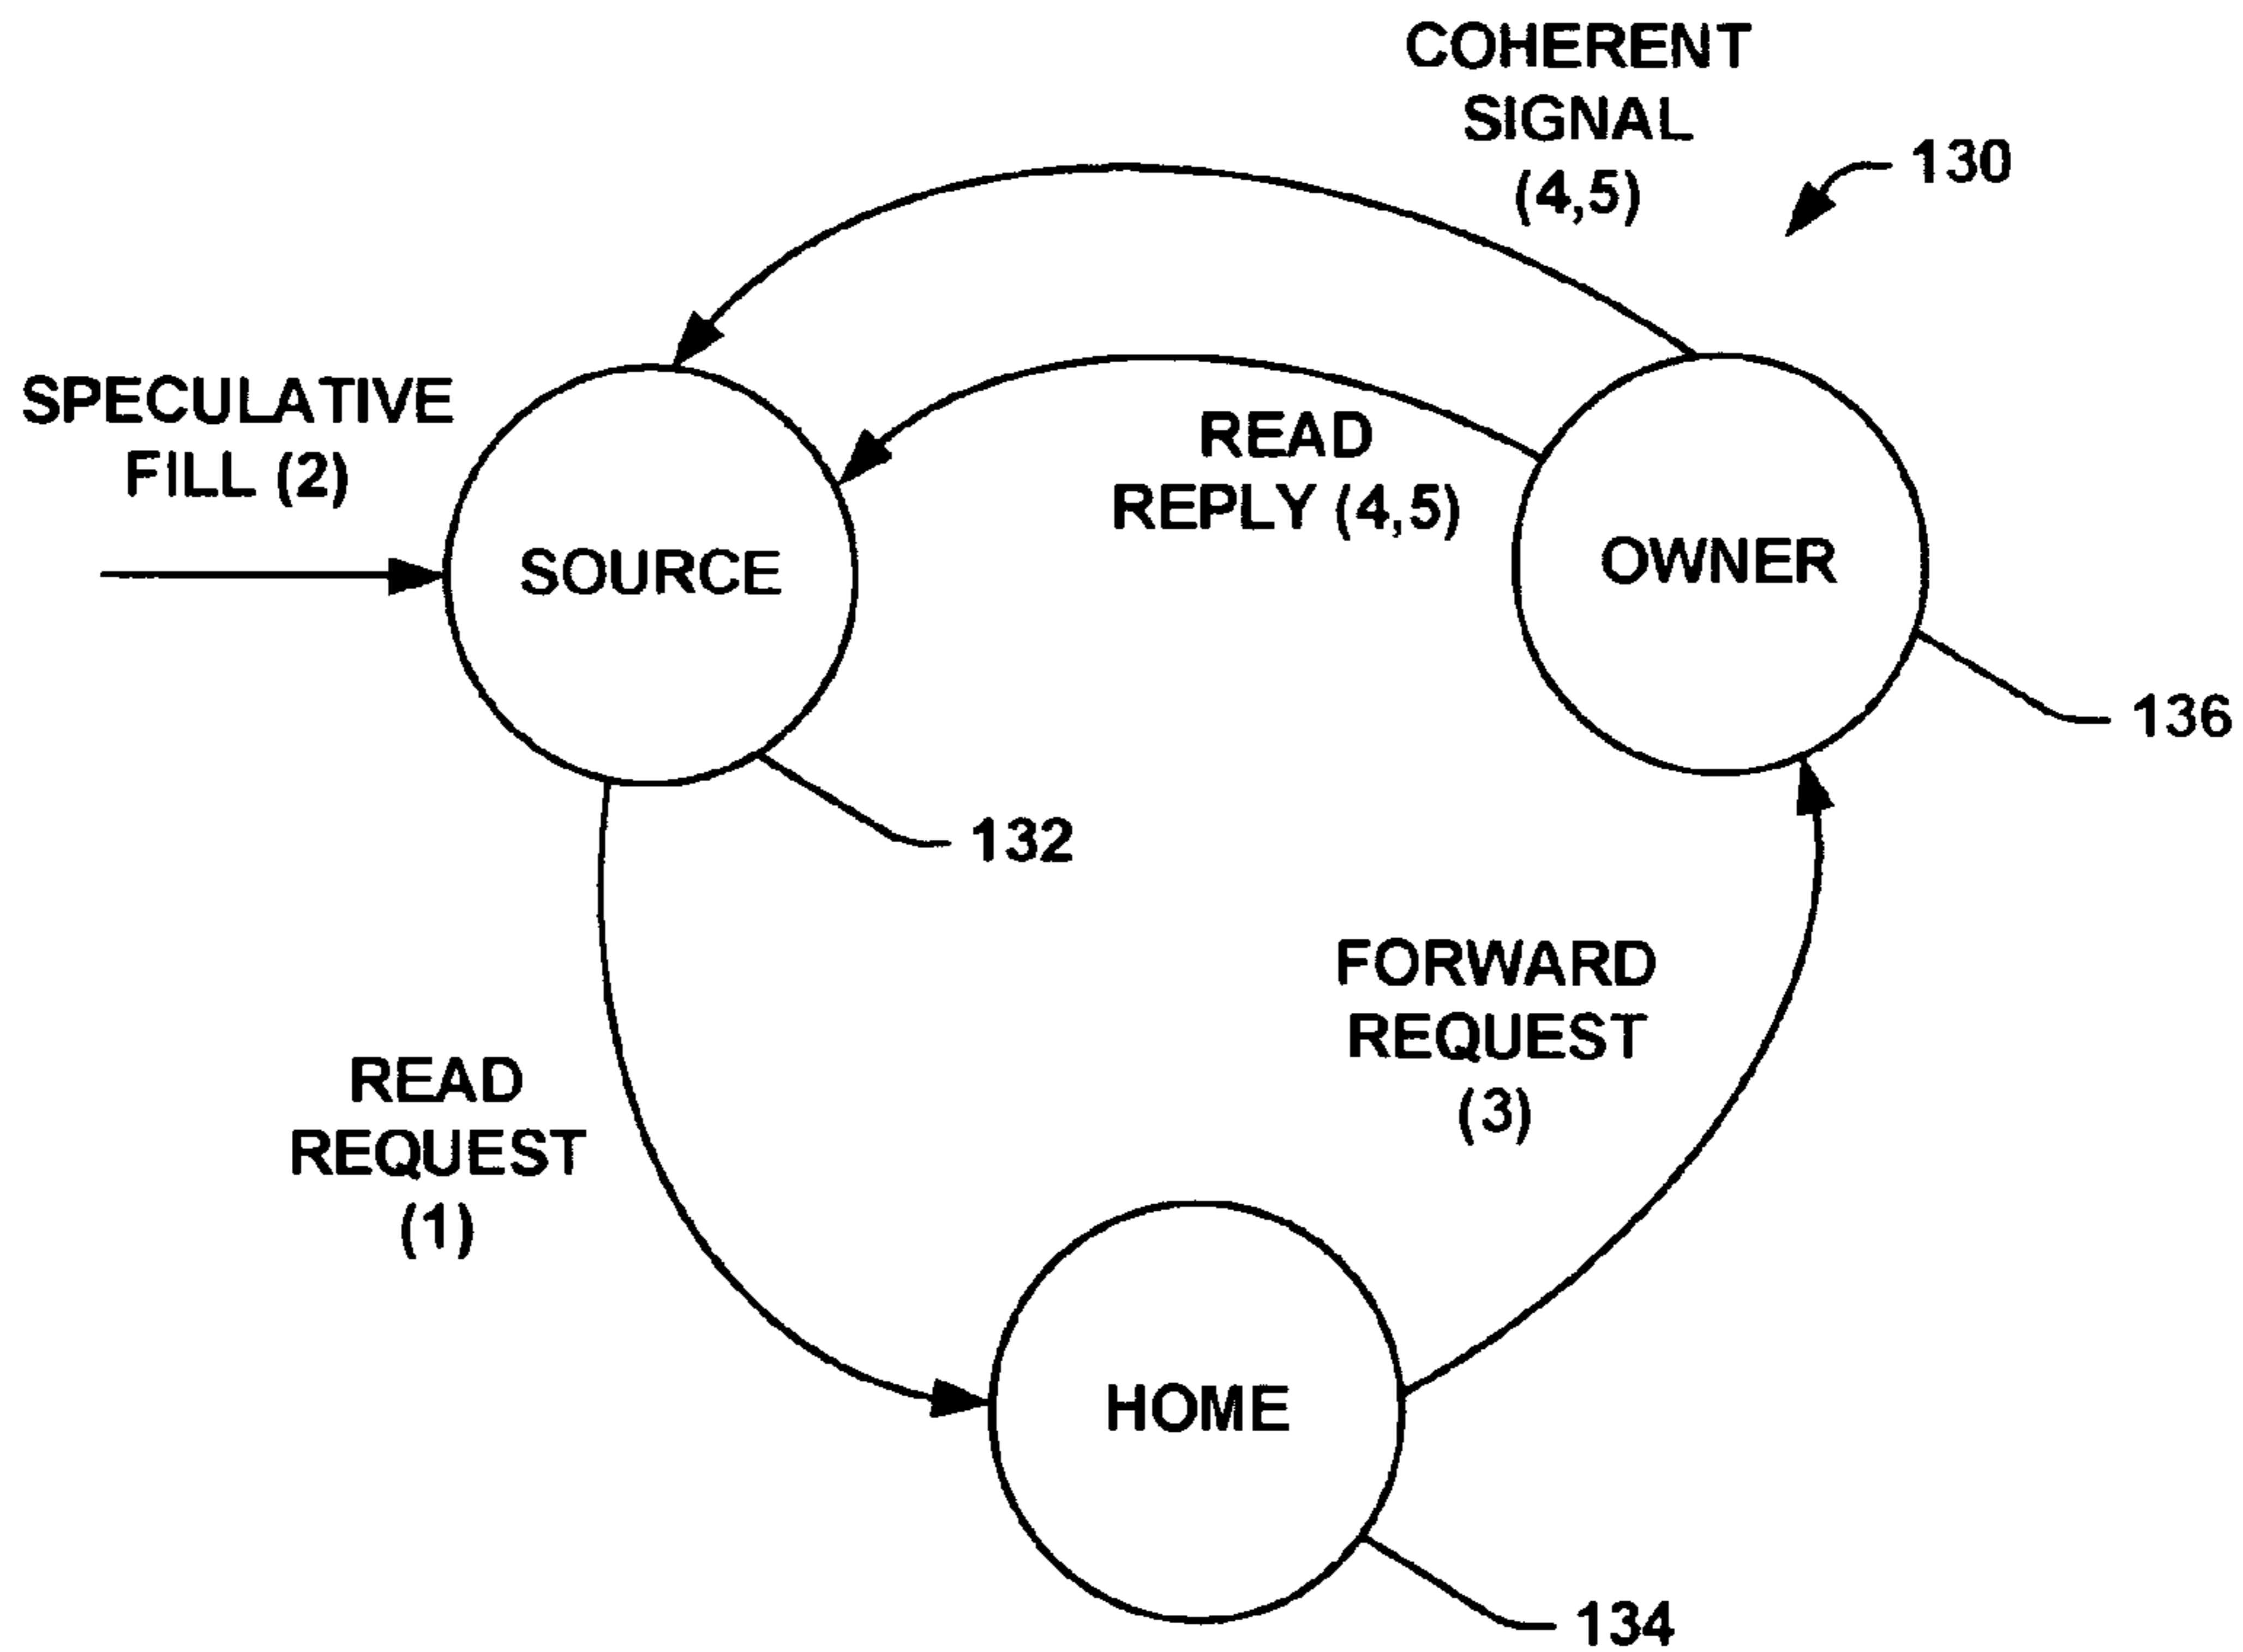 COHERENT
SIGNAL
(4,5)
130
SPECULATIVE
FILL (2)
READ
REPLY (4,5)
SOURCE
OWNER
136
132
FORWARD
REQUEST
(3)
READ
REQUEST
(1)
HOME
134